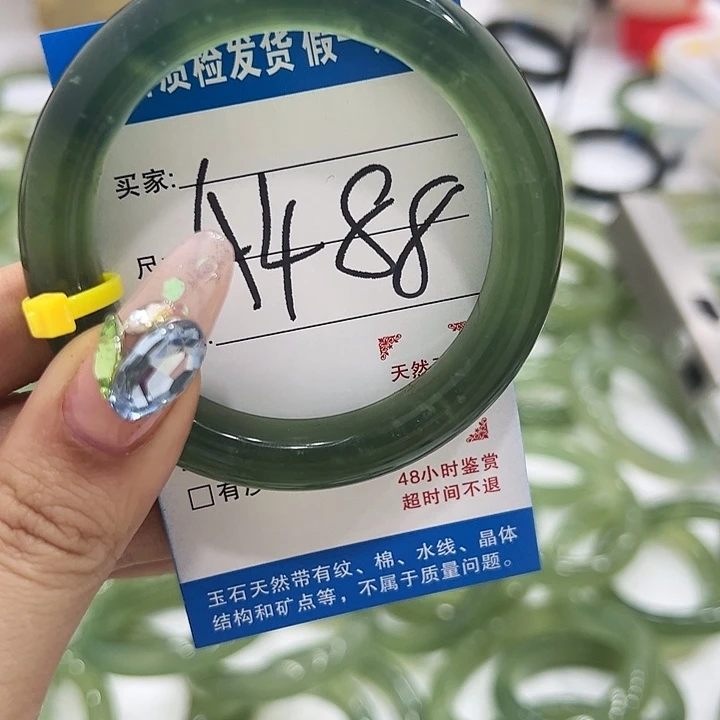 质检发货 假一
买家:
4488
尺
天然
48小时鉴赏
超时间不退
□有
玉石天然带有纹、棉、水线、晶体
结构和矿点等，不属于质量问题。